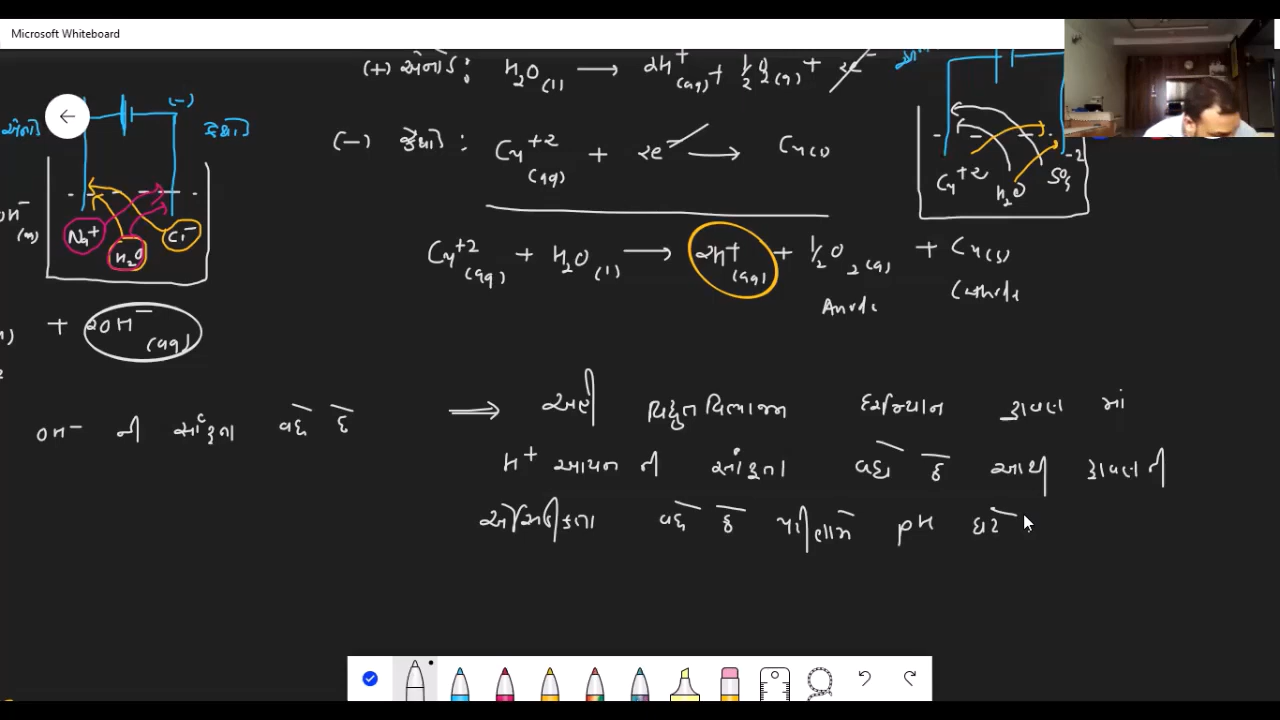 Microsoft Whiteboard
(+) એનોડ : H2O(l) ⟶ 2H+(aq) + ½O2(g) + 2e-
(-) કેથોડ : Cu+2(aq) + 2e- ⟶ Cu(s)
Cu+2(aq) + H2O(l) ⟶ 2H+(aq) + ½O2(g) + Cu(s)
Anode Cathode
(-)
કેથોડ
Na+ H2O Cl-
OH-
+ 2OH-(aq)
OH- ની સાંદ્રતા વધે છે
Cu+2 H2O SO4-2
⟹ અહીં વિદ્યુતવિભાજન દરમિયાન દ્રાવણ માં
H+ આયન ની સાંદ્રતા વધે છે આથી દ્રાવણની
એસિડીકતા વધે છે પરિણામે pH ઘટે